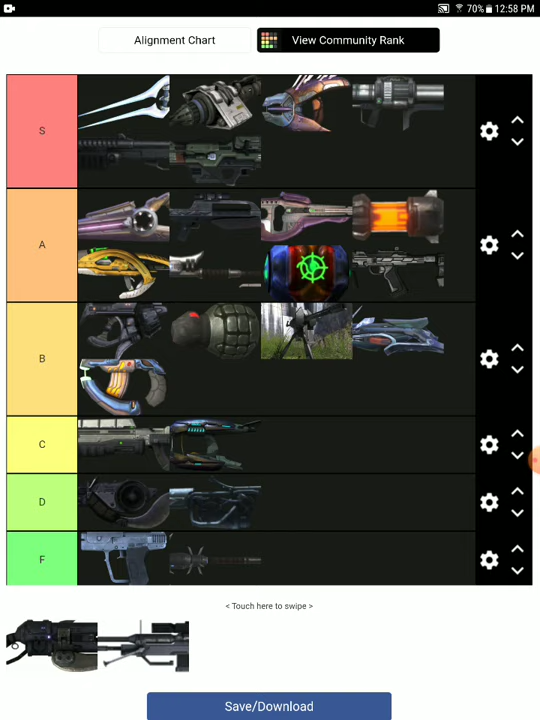 70% 12:58 PM
Alignment Chart
View Community Rank
S
A
B
C
D
F
< Touch here to swipe >
Save/Download